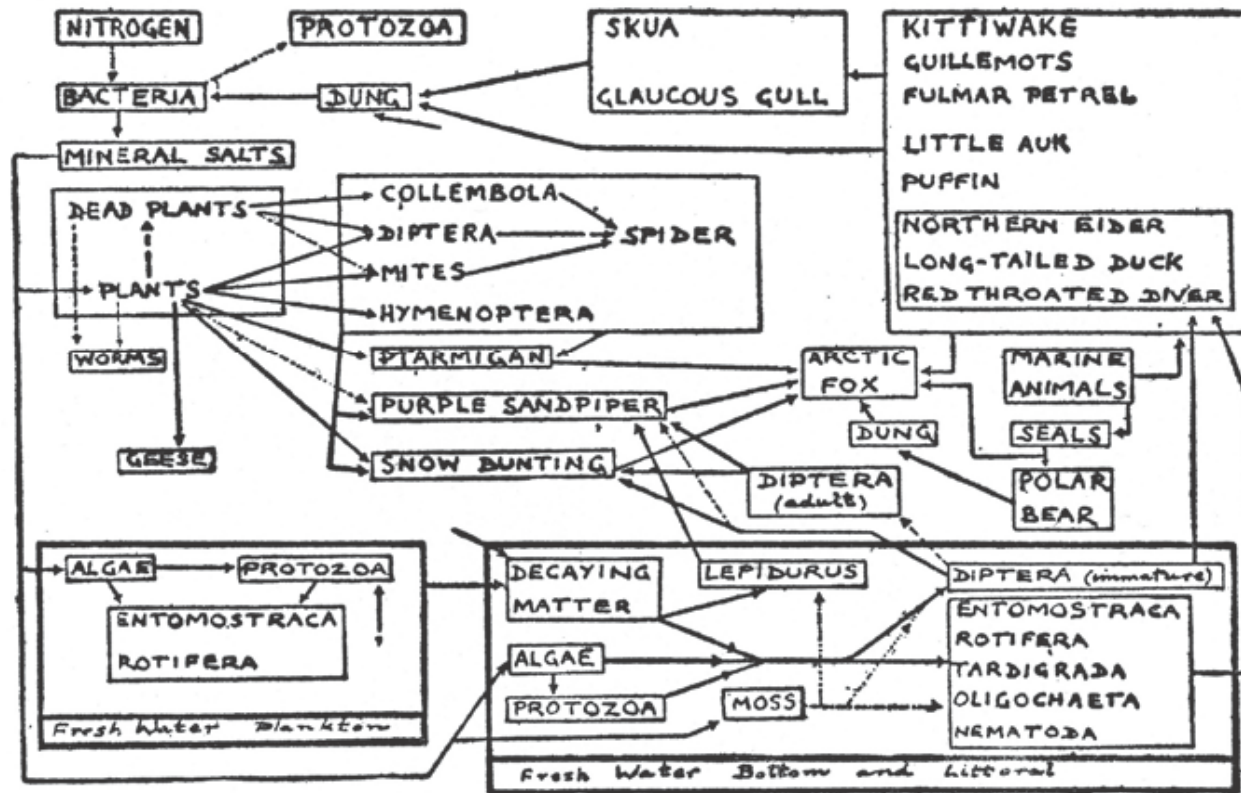 NITROGEN
PROTOZOA
SKUA
GLAUCOUS GULL
KITTIWAKE
GUILLEMOTS
FULMAR PETREL
LITTLE AUK
PUFFIN
NORTHERN EIDER
LONG-TAILED DUCK
RED THROATED DIVER
BACTERIA
DUNG
MINERAL SALTS
DEAD PLANTS
PLANTS
WORMS
GEESE
COLLEMBOLA
DIPTERA
MITES
HYMENOPTERA
SPIDER
PTARMIGAN
PURPLE SANDPIPER
SNOW BUNTING
ARCTIC
FOX
MARINE
ANIMALS
DUNG
SEALS
POLAR
BEAR
DIPTERA
(adult)
ALGAE
PROTOZOA
ENTOMOSTRACA
ROTIFERA
Fresh Water Plankton
DECAYING
MATTER
LEPIDURUS
DIPTERA (immature)
ALGAE
PROTOZOA
MOSS
ENTOMOSTRACA
ROTIFERA
TARDIGRADA
OLIGOCHAETA
NEMATODA
Fresh Water Bottom and Littoral